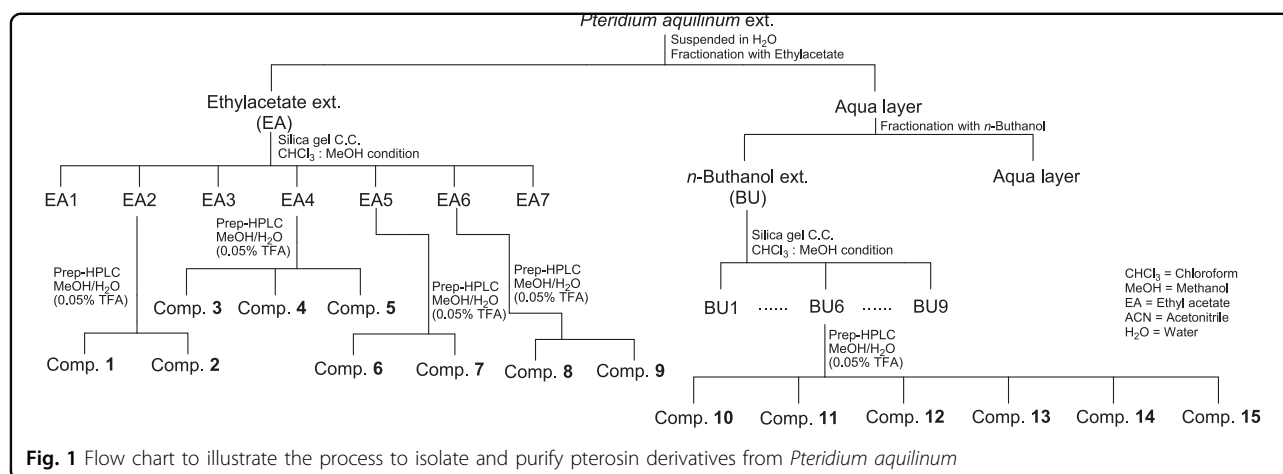 Pteridium aquilinum ext.
Suspended in H₂O
Fractionation with Ethylacetate
Ethylacetate ext.
(EA)
Aqua layer
Silica gel C.C.
CHCl₃ : MeOH condition
Fractionation with n-Buthanol
EA1 EA2 EA3 EA4 EA5 EA6 EA7
n-Buthanol ext.
(BU)
Aqua layer
Prep-HPLC
MeOH/H₂O
(0.05% TFA)
Prep-HPLC
MeOH/H₂O
(0.05% TFA)
Prep-HPLC
MeOH/H₂O
(0.05% TFA)
Prep-HPLC
MeOH/H₂O
(0.05% TFA)
Silica gel C.C.
CHCl₃ : MeOH condition
Comp. 3 Comp. 4 Comp. 5
BU1 ...... BU6 ...... BU9
CHCl₃ = Chloroform
MeOH = Methanol
EA = Ethyl acetate
ACN = Acetonitrile
H₂O = Water
Prep-HPLC
MeOH/H₂O
(0.05% TFA)
Comp. 1 Comp. 2 Comp. 6 Comp. 7 Comp. 8 Comp. 9
Comp. 10 Comp. 11 Comp. 12 Comp. 13 Comp. 14 Comp. 15
Fig. 1 Flow chart to illustrate the process to isolate and purify pterosin derivatives from Pteridium aquilinum